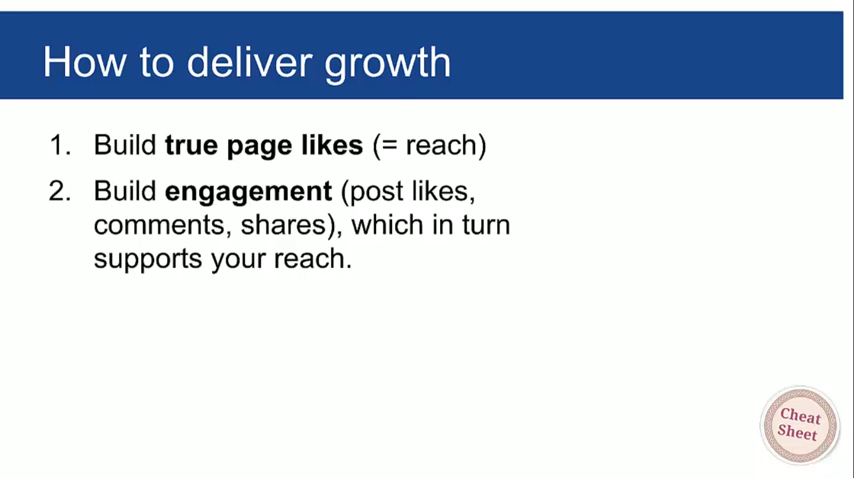 How to deliver growth
1. Build true page likes (= reach)
2. Build engagement (post likes,
comments, shares), which in turn
supports your reach.
Cheat
Sheet